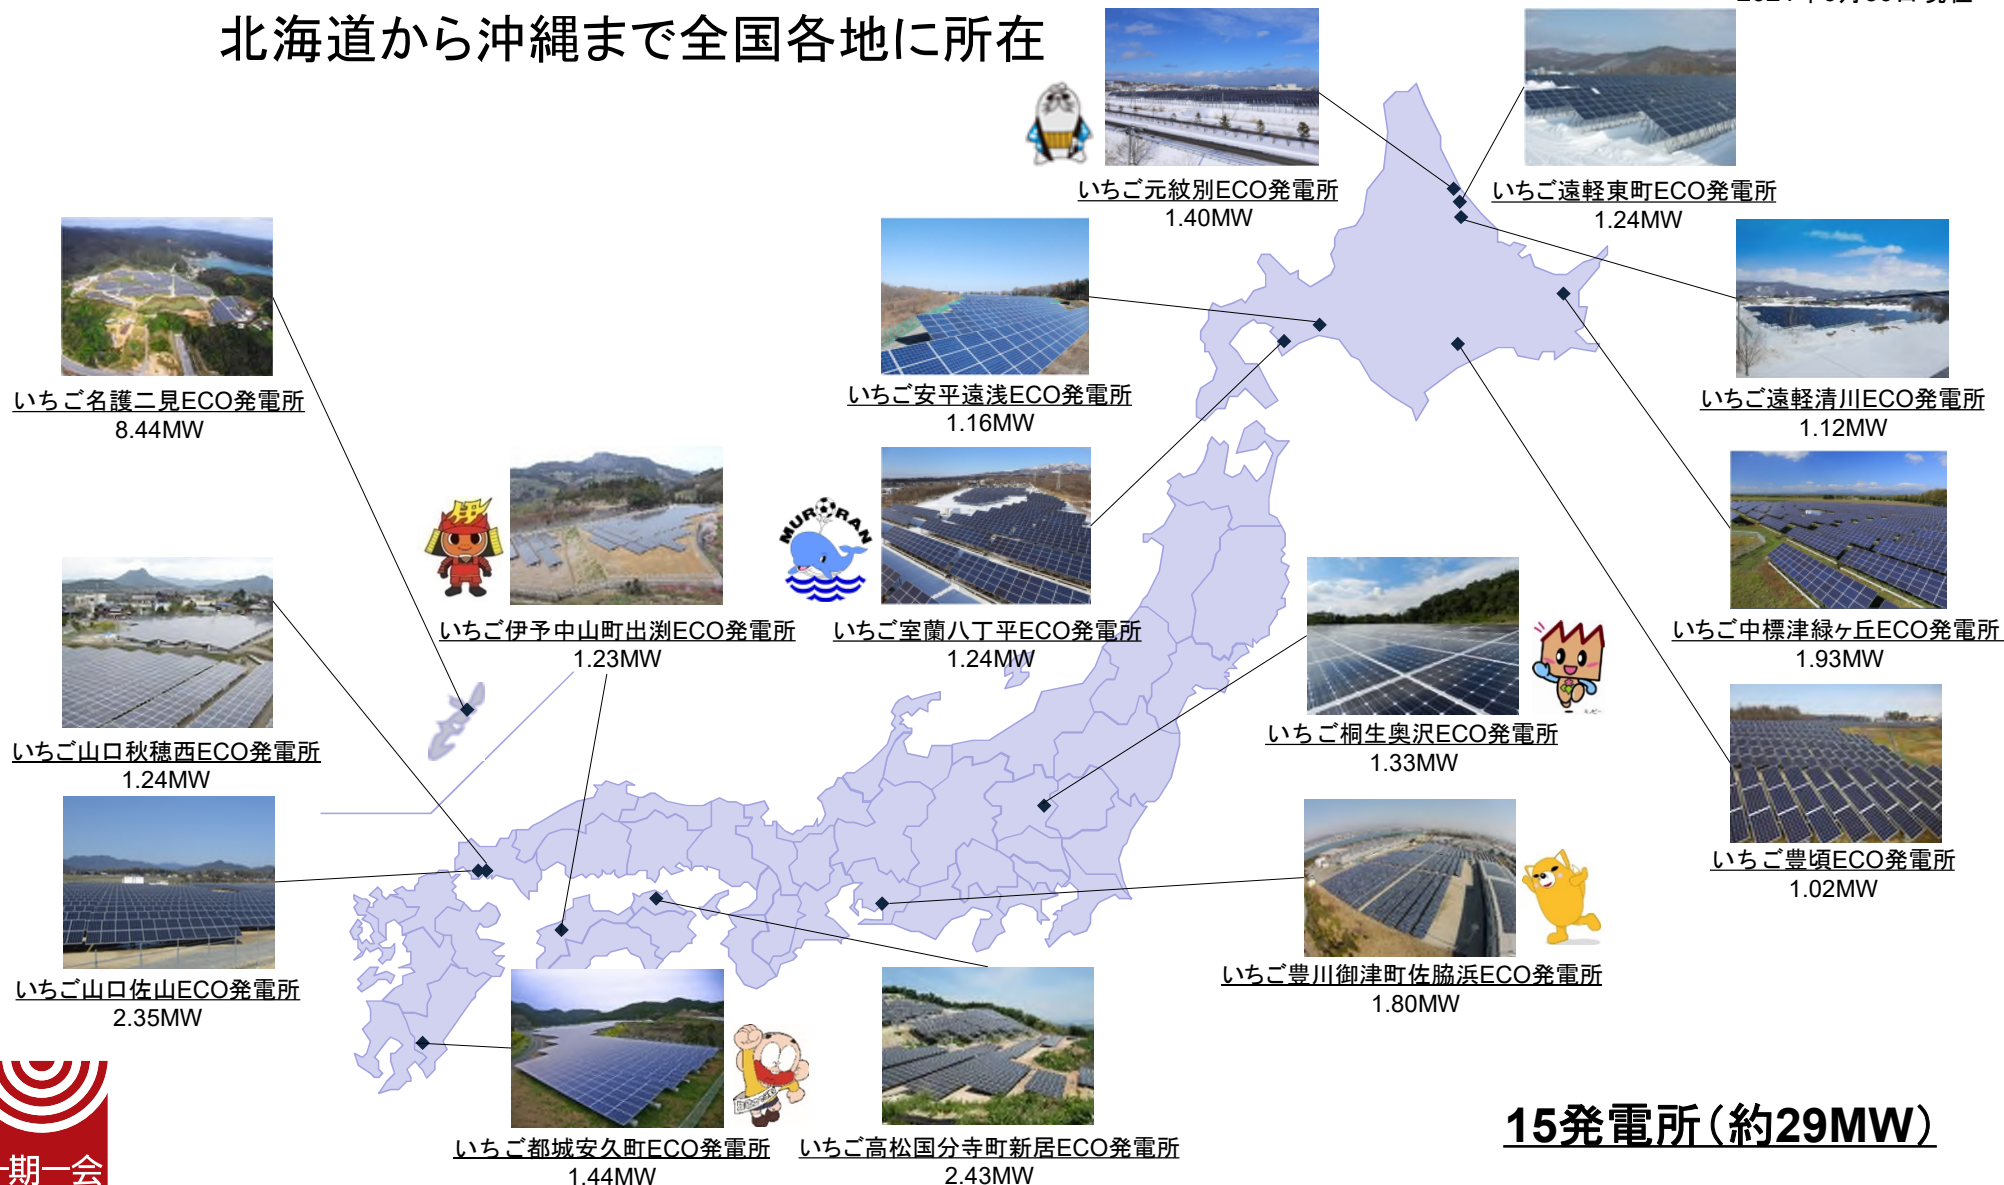 北海道から沖縄まで全国各地に所在
いちご元紋別ECO発電所
1.40MW
いちご遠軽東町ECO発電所
1.24MW
いちご名護二見ECO発電所
8.44MW
いちご安平遠浅ECO発電所
1.16MW
いちご遠軽清川ECO発電所
1.12MW
MURORAN
いちご伊予中山町出渕ECO発電所
1.23MW
いちご室蘭八丁平ECO発電所
1.24MW
いちご中標津緑ヶ丘ECO発電所
1.93MW
いちご山口秋穂西ECO発電所
1.24MW
いちご桐生奥沢ECO発電所
1.33MW
いちご豊頃ECO発電所
1.02MW
いちご山口佐山ECO発電所
2.35MW
いちご豊川御津町佐脇浜ECO発電所
1.80MW
いちご都城安久町ECO発電所
1.44MW
いちご高松国分寺町新居ECO発電所
2.43MW
15発電所（約29MW）
一期一会